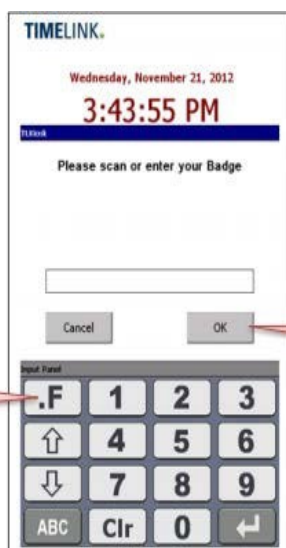 TIMELINK.
Wednesday, November 21, 2012
3:43:55 PM
TLKiosk
Please scan or enter your Badge
Cancel OK
Input Panel
.F 1 2 3
4 5 6
7 8 9
ABC Clr 0